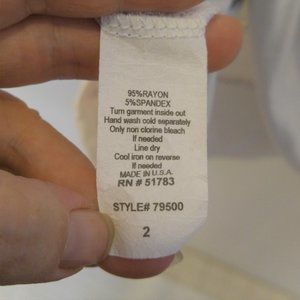 95%RAYON
5%SPANDEX
Turn garment inside out
Hand wash cold separately
Only non clorine bleach
If needed
Line dry
Cool iron on reverse
If needed
MADE IN U.S.A.
RN # 51783
STYLE# 79500
2